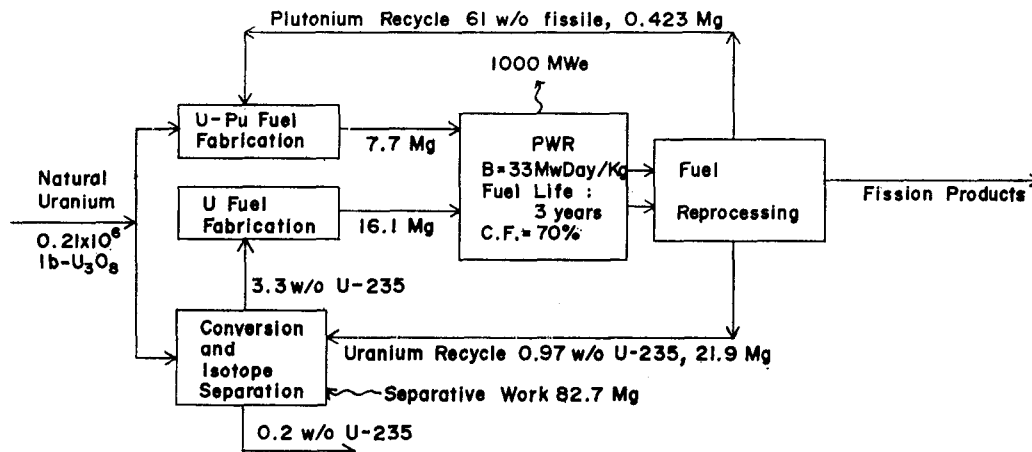 Plutonium Recycle 61 w/o fissile, 0.423 Mg
1000 MWe
U-Pu Fuel
Fabrication
7.7 Mg
PWR
B=33MwDay/Kg
Fuel Life :
3 years
C.F.= 70%
Fuel
Reprocessing
Fission Products
Natural
Uranium
0.21x10⁶
lb-U₃O₈
U Fuel
Fabrication
16.1 Mg
3.3 w/o U-235
Conversion
and
Isotope
Separation
Uranium Recycle 0.97 w/o U-235, 21.9 Mg
Separative Work 82.7 Mg
0.2 w/o U-235